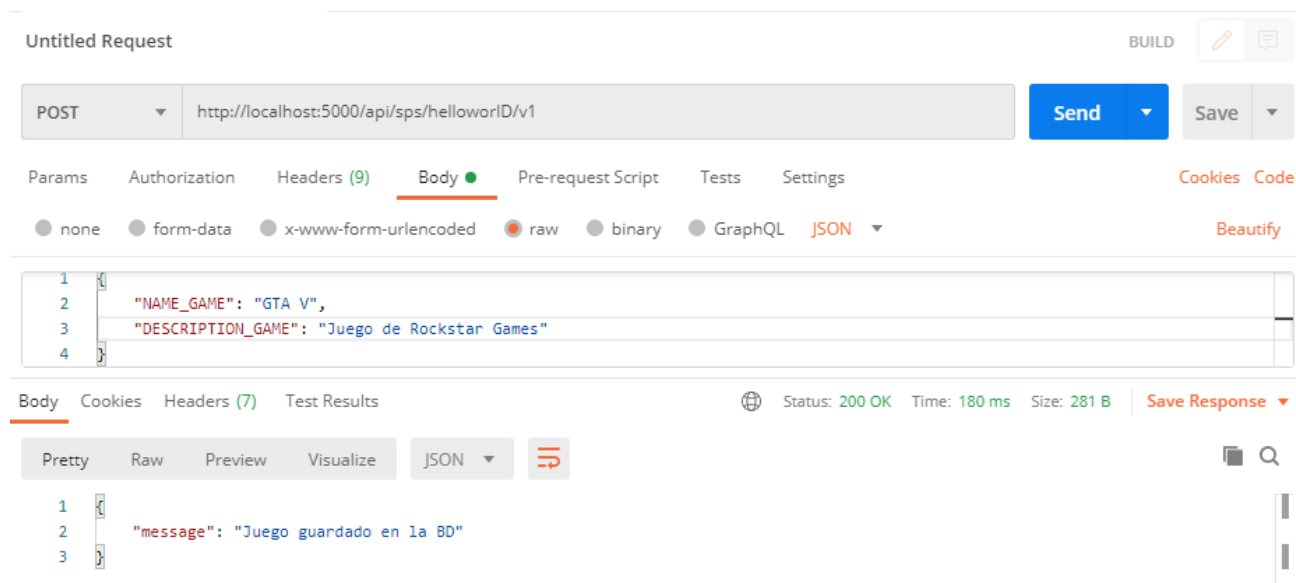 Untitled Request BUILD
POST http://localhost:5000/api/sps/helloworlD/v1 Send Save
Params Authorization Headers (9) Body Pre-request Script Tests Settings Cookies Code
none form-data x-www-form-urlencoded raw binary GraphQL JSON Beautify
1 {
2 "NAME_GAME": "GTA V",
3 "DESCRIPTION_GAME": "Juego de Rockstar Games"
4 }
Body Cookies Headers (7) Test Results Status: 200 OK Time: 180 ms Size: 281 B Save Response
Pretty Raw Preview Visualize JSON
1 {
2 "message": "Juego guardado en la BD"
3 }